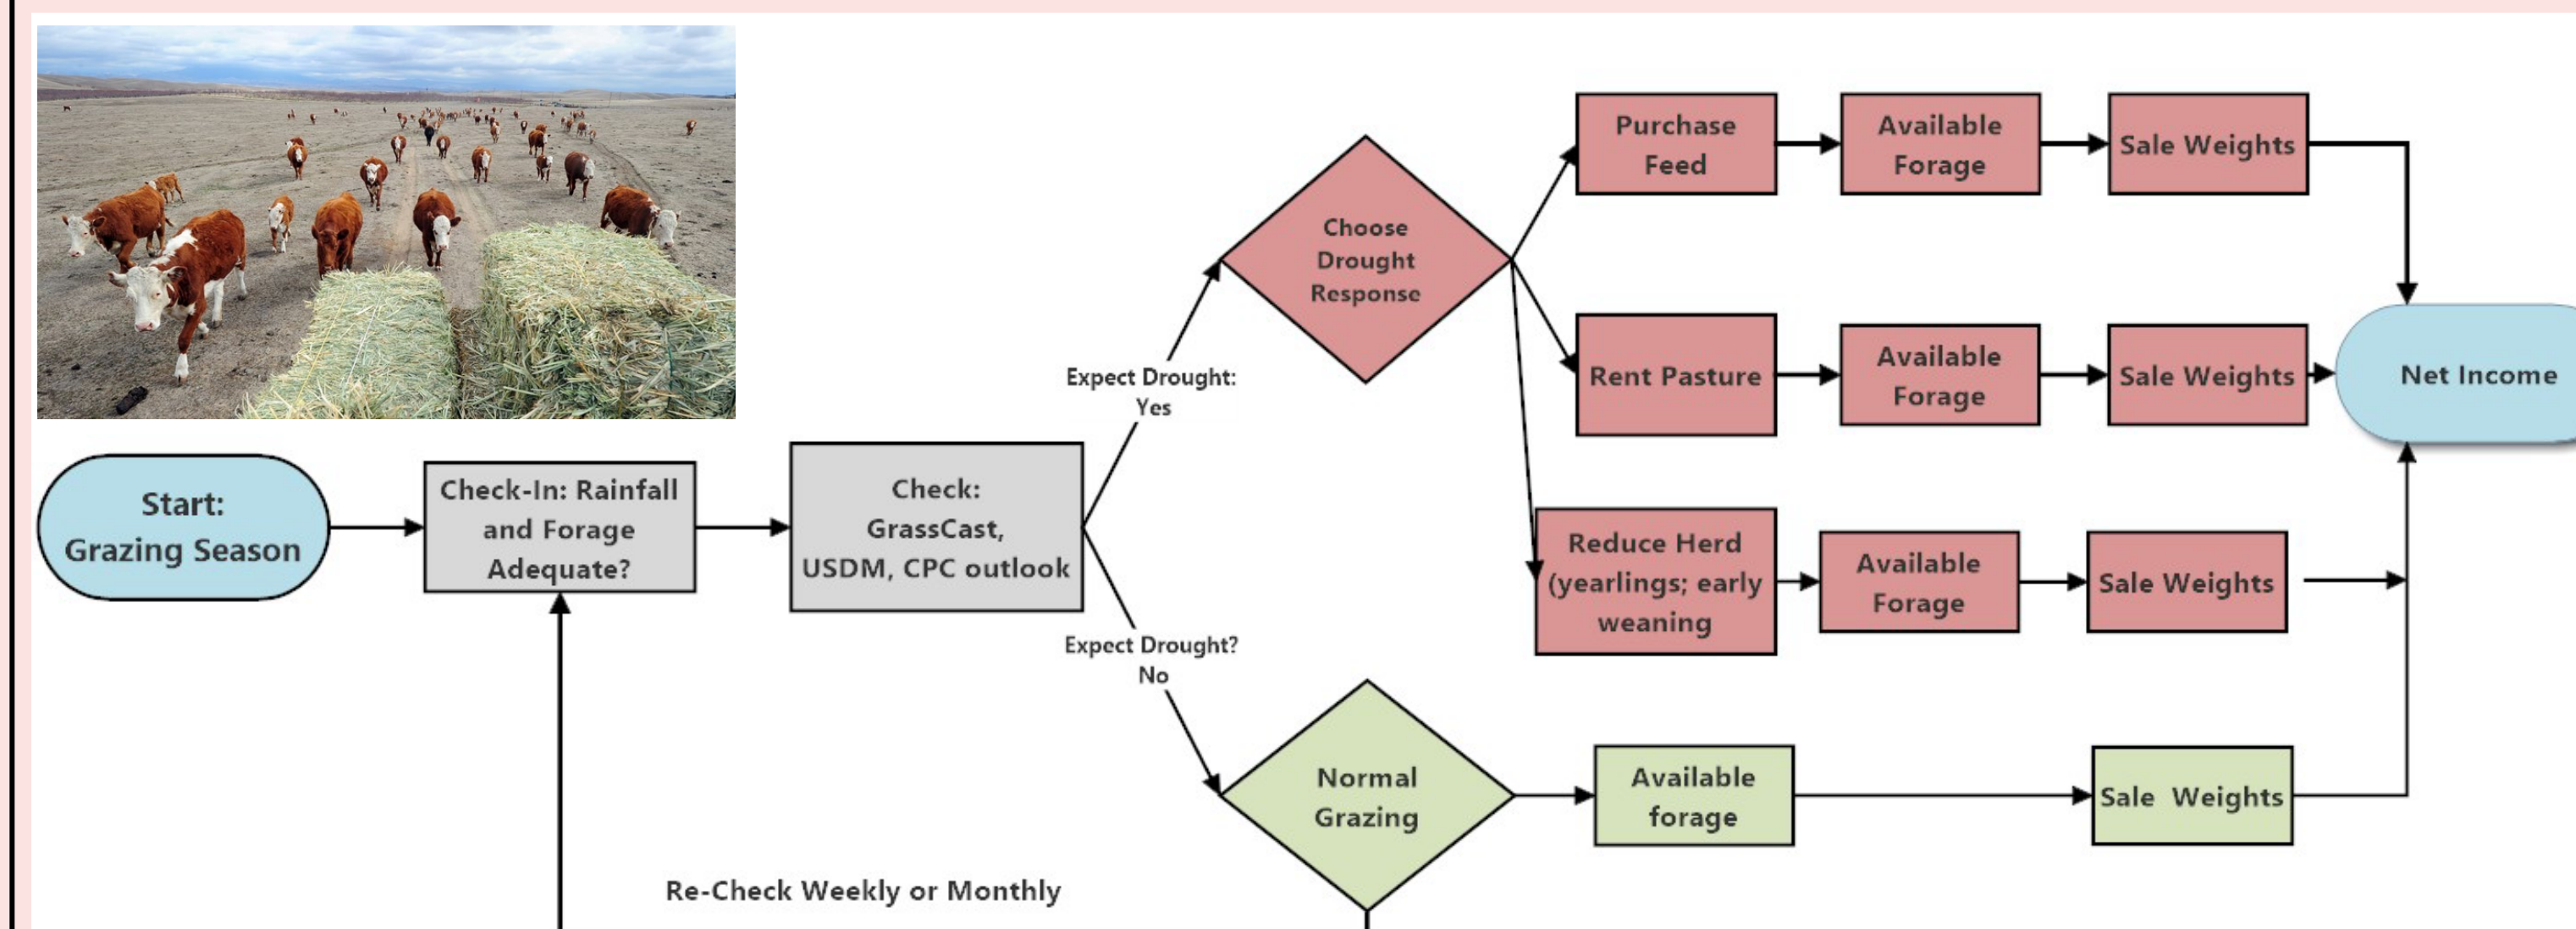 Start:
Grazing Season
Check-In: Rainfall
and Forage
Adequate?
Check:
GrassCast,
USDM, CPC outlook
Expect Drought:
Yes
Choose
Drought
Response
Purchase
Feed
Available
Forage
Sale Weights
Rent Pasture
Available
Forage
Sale Weights
Net Income
Reduce Herd
(yearlings; early
weaning
Available
Forage
Sale Weights
Expect Drought?
No
Normal
Grazing
Available
forage
Sale  Weights
Re-Check Weekly or Monthly